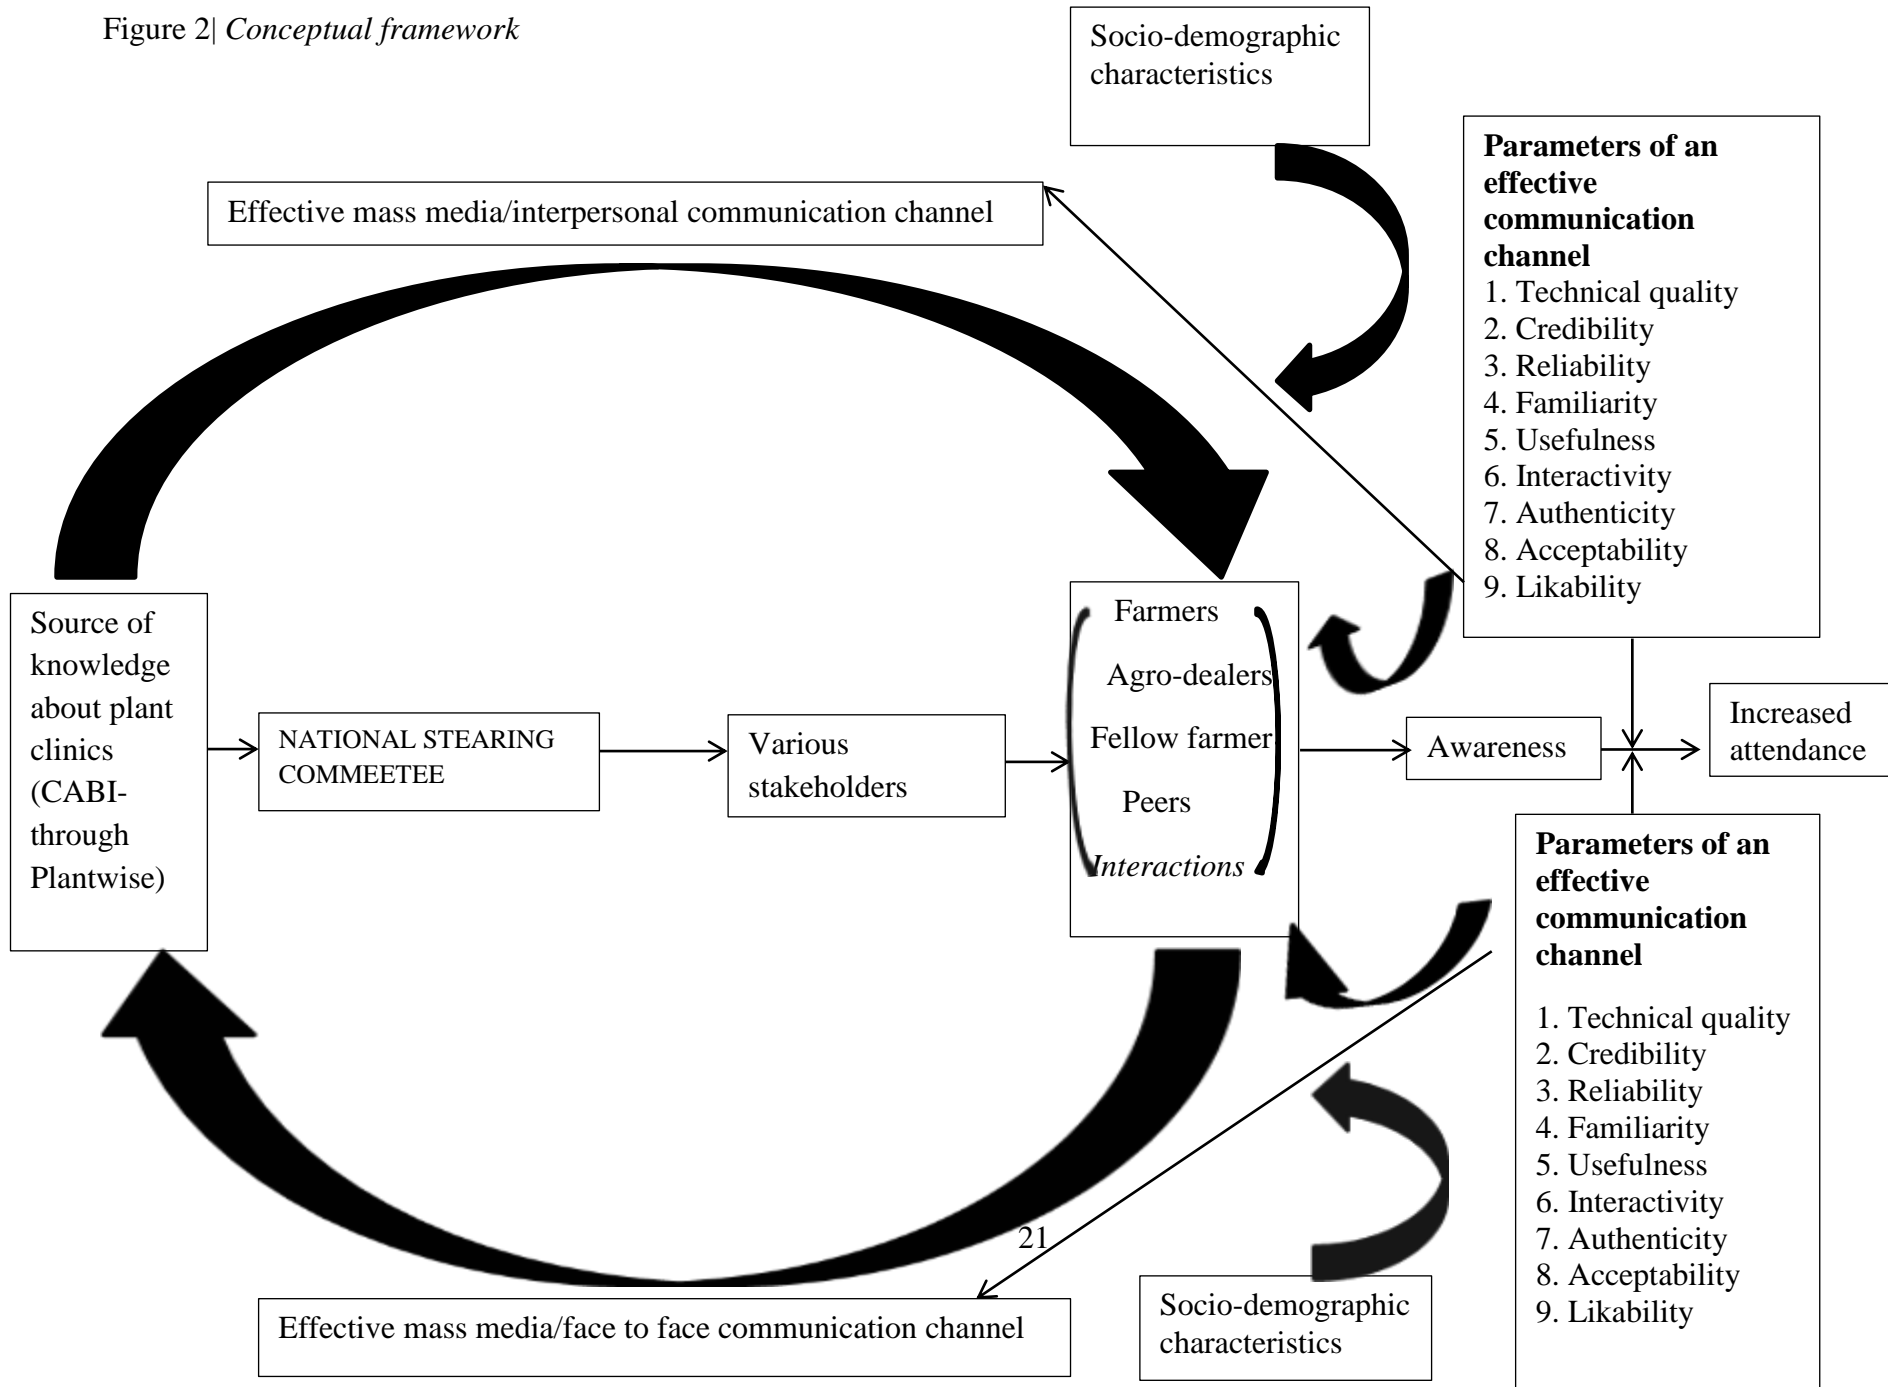 Figure 2| Conceptual framework
Socio-demographic
characteristics
Effective mass media/interpersonal communication channel
Parameters of an
effective
communication
channel
1. Technical quality
2. Credibility
3. Reliability
4. Familiarity
5. Usefulness
6. Interactivity
7. Authenticity
8. Acceptability
9. Likability
Source of
knowledge
about plant
clinics
(CABI-
through
Plantwise)
NATIONAL STEARING
COMMEETEE
Various
stakeholders
Farmers
Agro-dealers
Fellow farmer
Peers
Interactions
Awareness
Increased
attendance
Parameters of an
effective
communication
channel
1. Technical quality
2. Credibility
3. Reliability
4. Familiarity
5. Usefulness
6. Interactivity
7. Authenticity
8. Acceptability
9. Likability
21
Effective mass media/face to face communication channel
Socio-demographic
characteristics